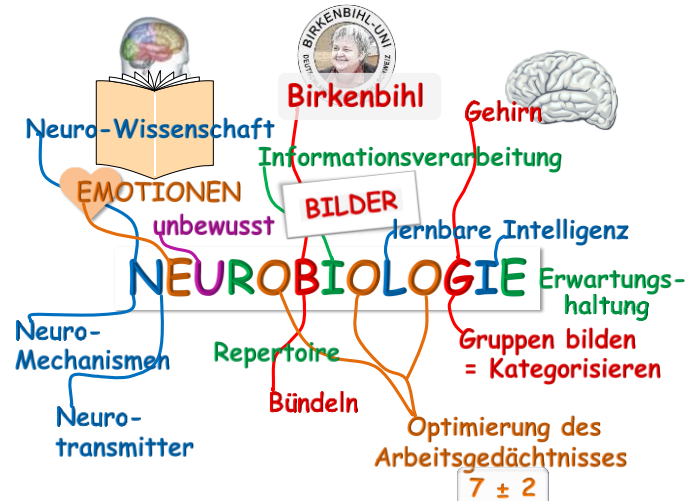 BIRKENBIHL-UNI
Birkenbihl
Gehirn
Neuro-Wissenschaft
Informationsverarbeitung
EMOTIONEN
BILDER
unbewusst
lernbare Intelligenz
NEUROBIOLOGIE
Erwartungs-
haltung
Neuro-
Mechanismen
Repertoire
Gruppen bilden
= Kategorisieren
Bündeln
Neuro-
transmitter
Optimierung des
Arbeitsgedächtnisses
7 ± 2